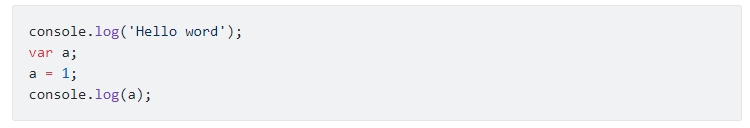 console.log('Hello word');
var a;
a = 1;
console.log(a);